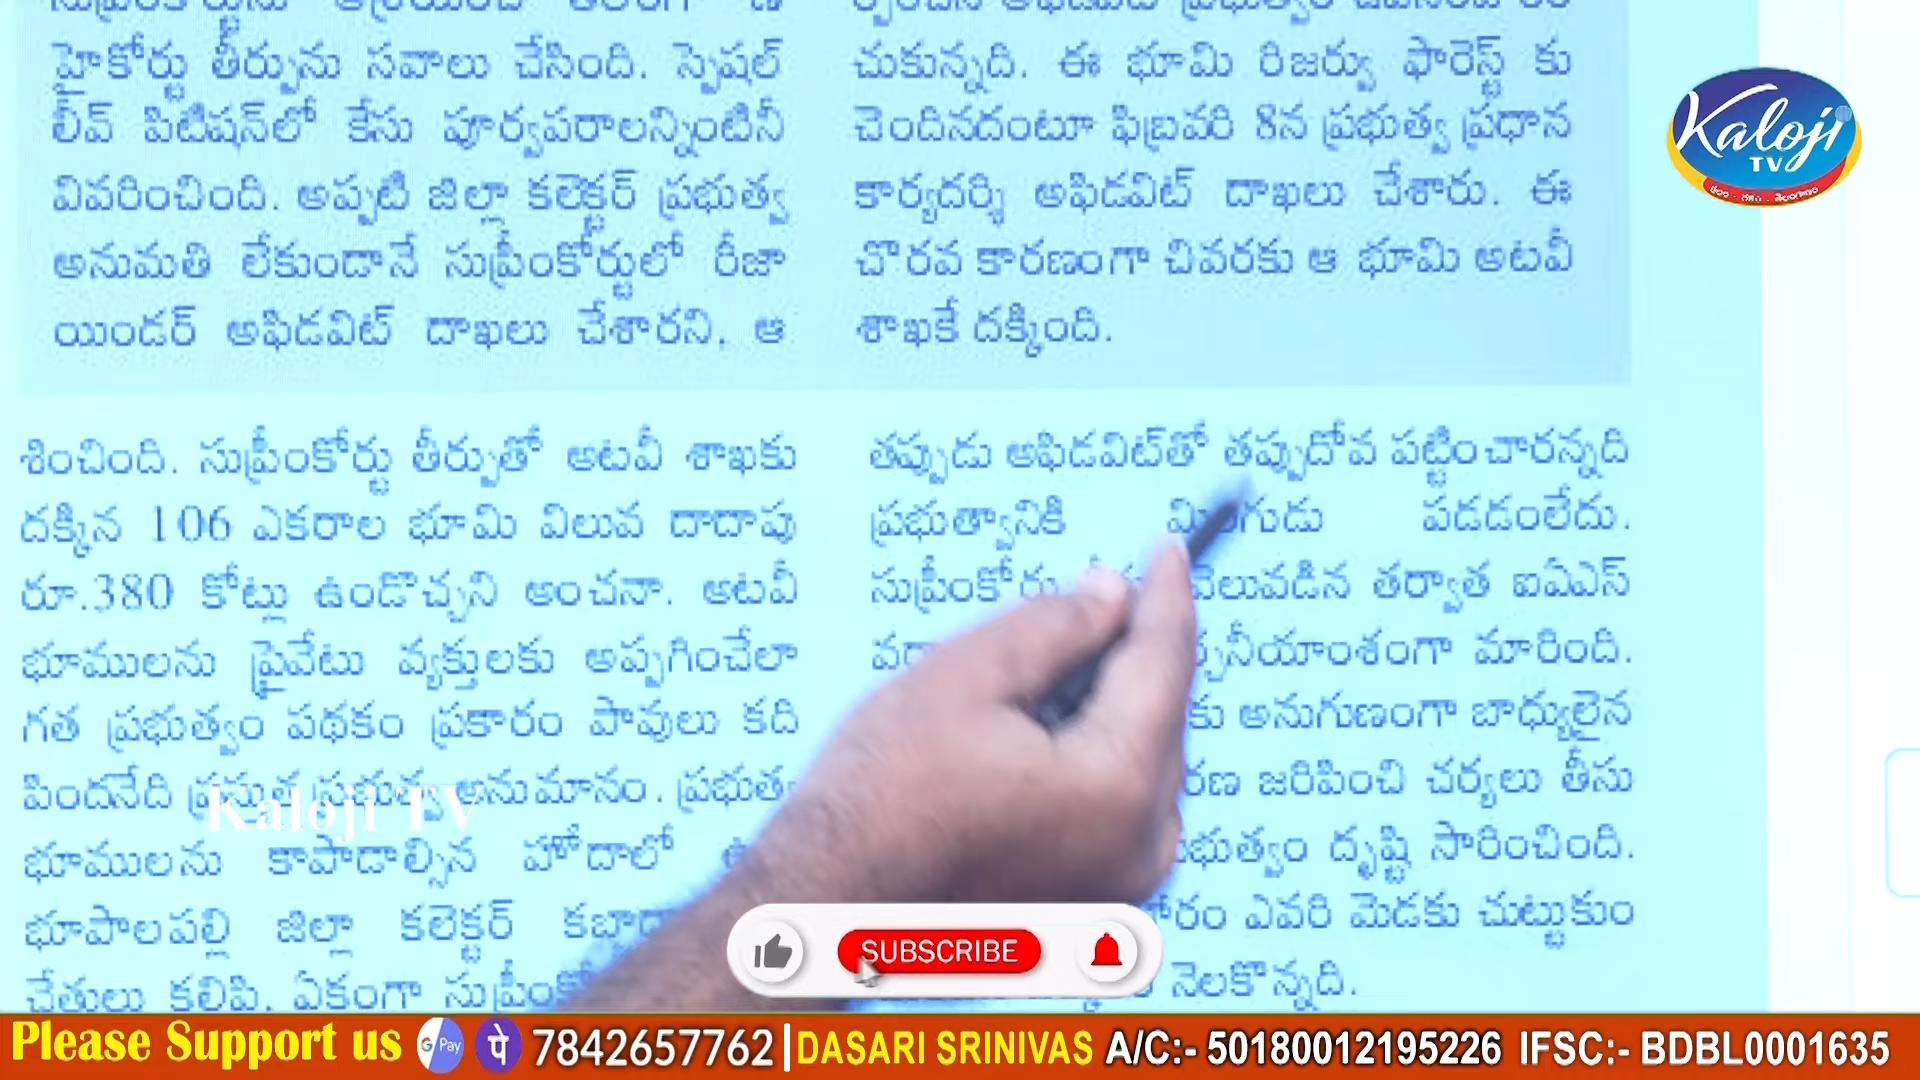 హైకోర్టు తీర్పును సవాలు చేసింది. స్పెషల్
లీవ్ పిటిషన్‌లో కేసు పూర్వపరాలన్నింటినీ
వివరించింది. అప్పటి జిల్లా కలెక్టర్ ప్రభుత్వ
అనుమతి లేకుండానే సుప్రీంకోర్టులో రీజా
యిండర్ అఫిడవిట్ దాఖలు చేశారని, ఆ
చుకున్నది. ఈ భూమి రిజర్వు ఫారెస్ట్ కు
చెందినదంటూ ఫిబ్రవరి 8న ప్రభుత్వ ప్రధాన
కార్యదర్శి అఫిడవిట్ దాఖలు చేశారు. ఈ
చొరవ కారణంగా చివరకు ఆ భూమి అటవీ
శాఖకే దక్కింది.
శించింది. సుప్రీంకోర్టు తీర్పుతో అటవీ శాఖకు
దక్కిన 106 ఎకరాల భూమి విలువ దాదాపు
రూ.380 కోట్లు ఉండొచ్చని అంచనా. అటవీ
భూములను ప్రైవేటు వ్యక్తులకు అప్పగించేలా
గత ప్రభుత్వం పథకం ప్రకారం పావులు కది
పిందనేది ప్రస్తుత ప్రభుత్వ అనుమానం. ప్రభుత్వ
భూములను కాపాడాల్సిన హోదాలో
భూపాలపల్లి జిల్లా కలెక్టర్
చేతులు కలిపి, ఏకంగా
తప్పుడు అఫిడవిట్‌తో తప్పుదోవ పట్టించారన్నది
ప్రభుత్వానికి మింగుడు పడడంలేదు.
సుప్రీంకోర్టు తీర్పు వెలువడిన తర్వాత ఐఏఎస్
మారింది.
అనుగుణంగా బాధ్యులైన
జరిపించి చర్యలు తీసు
దృష్టి సారించింది.
ఎవరి మెడకు చుట్టుకుం
నెలకొన్నది.
Kaloji
TV
Kaloji TV
SUBSCRIBE
Please Support us G Pay पे 7842657762 | DASARI SRINIVAS A/C:- 50180012195226 IFSC:- BDBL0001635